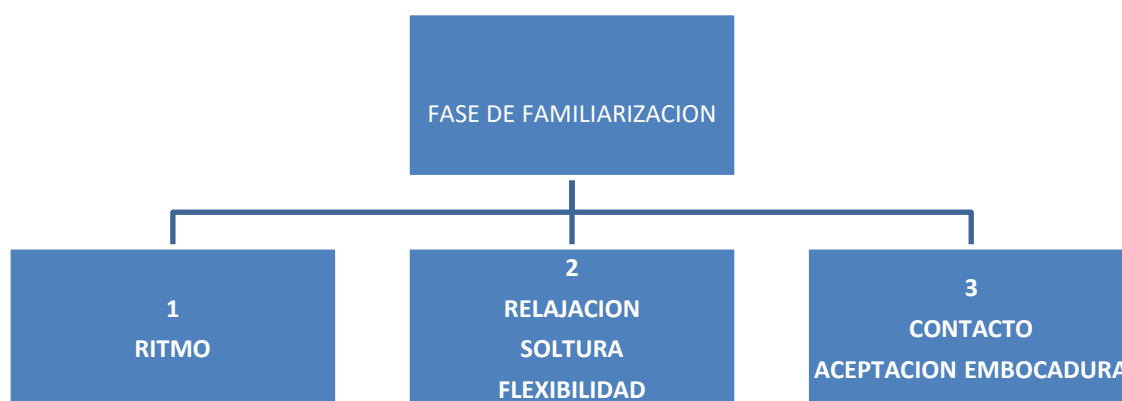 FASE DE FAMILIARIZACION
1
RITMO
2
RELAJACION
SOLTURA
FLEXIBILIDAD
3
CONTACTO
ACEPTACION EMBOCADURA